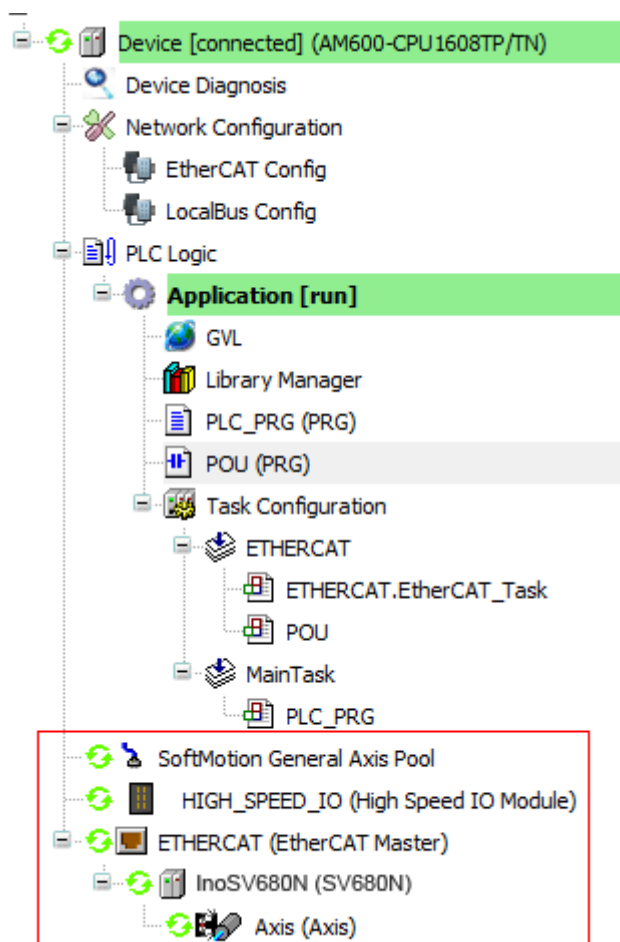 Device [connected] (AM600-CPU1608TP/TN)
Device Diagnosis
Network Configuration
EtherCAT Config
LocalBus Config
PLC Logic
Application [run]
GVL
Library Manager
PLC_PRG (PRG)
POU (PRG)
Task Configuration
ETHERCAT
ETHERCAT.EtherCAT_Task
POU
MainTask
PLC_PRG
SoftMotion General Axis Pool
HIGH_SPEED_IO (High Speed IO Module)
ETHERCAT (EtherCAT Master)
InoSV680N (SV680N)
Axis (Axis)